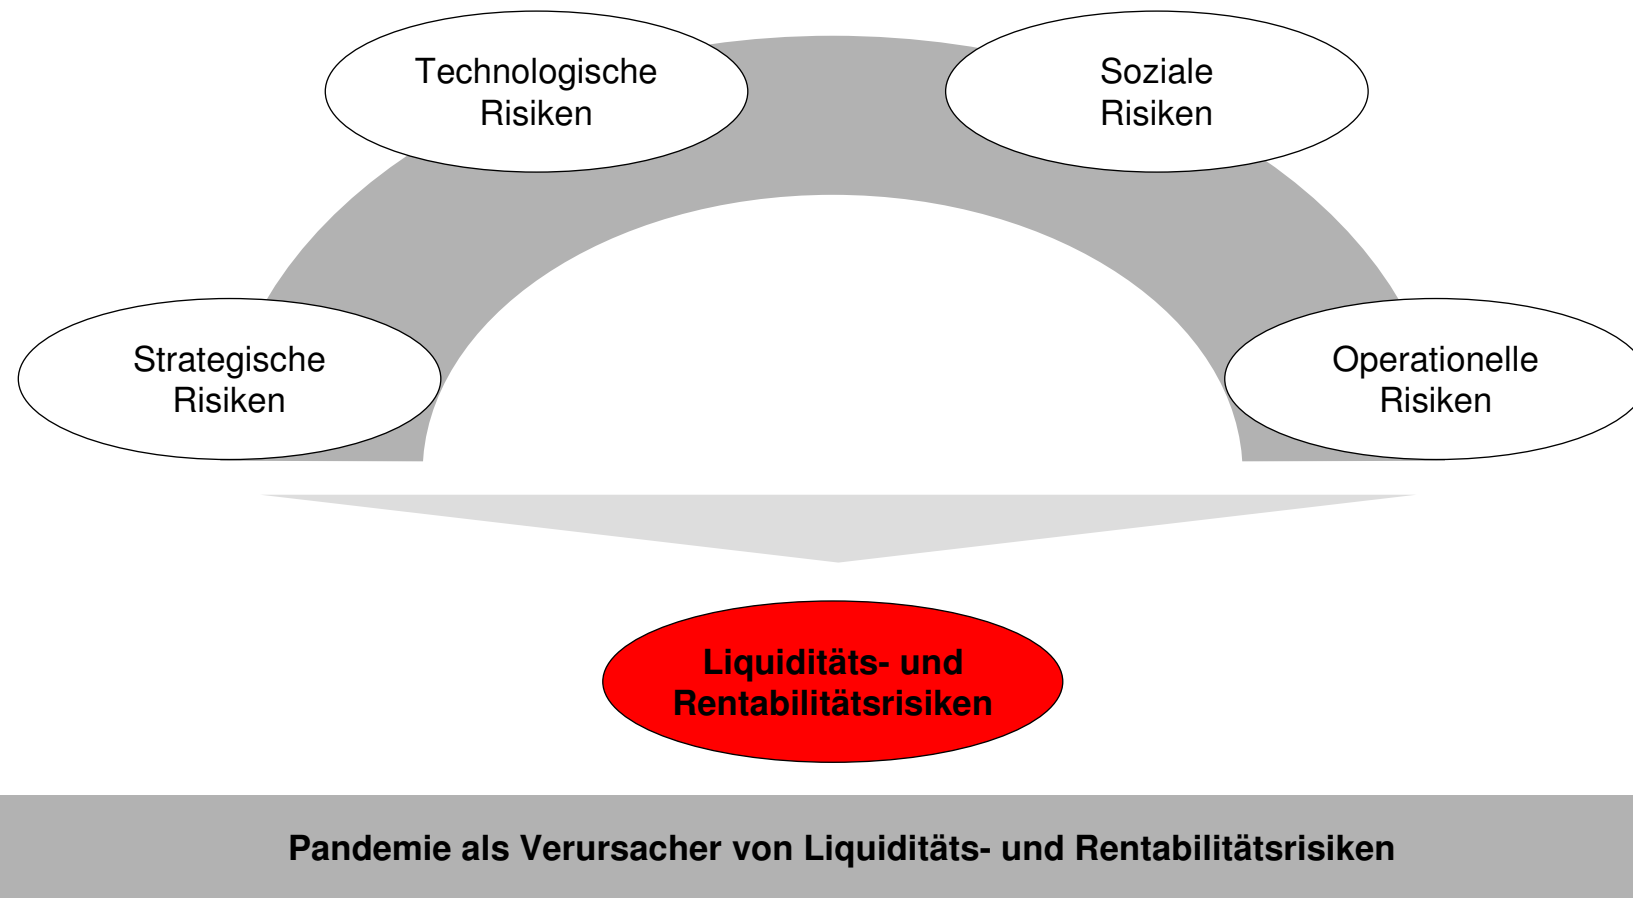 Technologische
Risiken
Soziale
Risiken
Strategische
Risiken
Operationelle
Risiken
Liquiditäts- und
Rentabilitätsrisiken
Pandemie als Verursacher von Liquiditäts- und Rentabilitätsrisiken